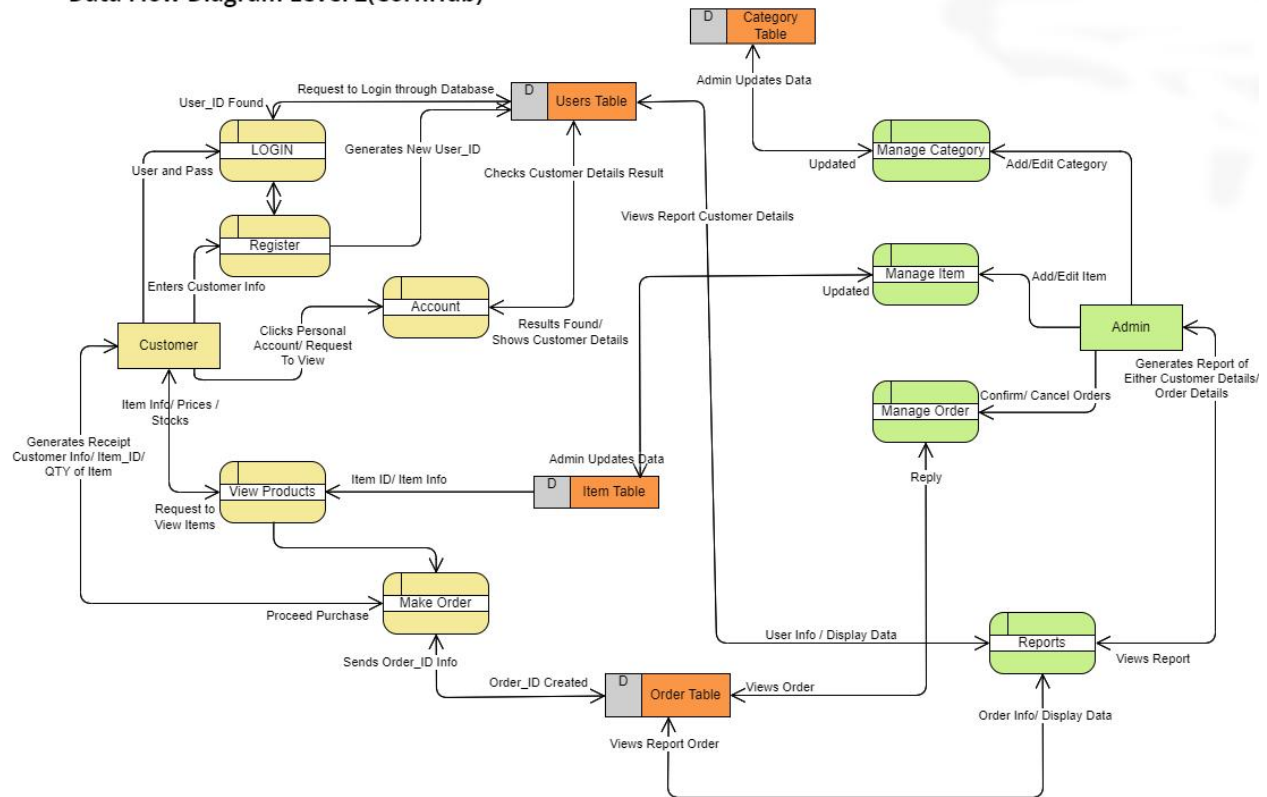 Data Flow Diagram Level 2(CornHub)
D
Category
Table
Admin Updates Data
Request to Login through Database
D
Users Table
User_ID Found
LOGIN
Generates New User_ID
User and Pass
Checks Customer Details Result
Updated
Manage Category
Add/Edit Category
Views Report Customer Details
Register
Enters Customer Info
Manage Item
Add/Edit Item
Updated
Account
Clicks Personal
Account/ Request
To View
Results Found/
Shows Customer Details
Customer
Admin
Generates Report of
Either Customer Details/
Order Details
Item Info/ Prices /
Stocks
Confirm/ Cancel Orders
Manage Order
Generates Receipt
Customer Info/ Item_ID/
QTY of Item
Admin Updates Data
Item ID/ Item Info
D
Item Table
Reply
View Products
Request to
View Items
Make Order
Proceed Purchase
User Info / Display Data
Reports
Views Report
Sends Order_ID Info
Order_ID Created
D
Order Table
Views Order
Order Info/ Display Data
Views Report Order